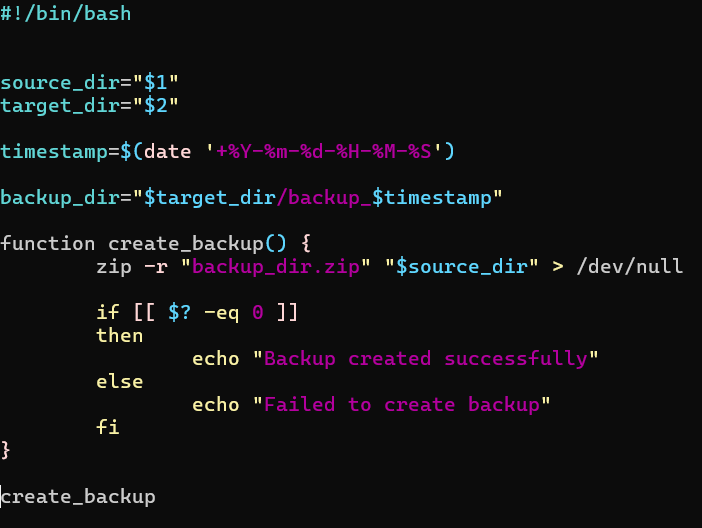 #!/bin/bash
source_dir="$1"
target_dir="$2"
timestamp=$(date '+%Y-%m-%d-%H-%M-%S')
backup_dir="$target_dir/backup_$timestamp"
function create_backup() {
        zip -r "backup_dir.zip" "$source_dir" > /dev/null
        if [[ $? -eq 0 ]]
        then
                echo "Backup created successfully"
        else
                echo "Failed to create backup"
        fi
}
create_backup